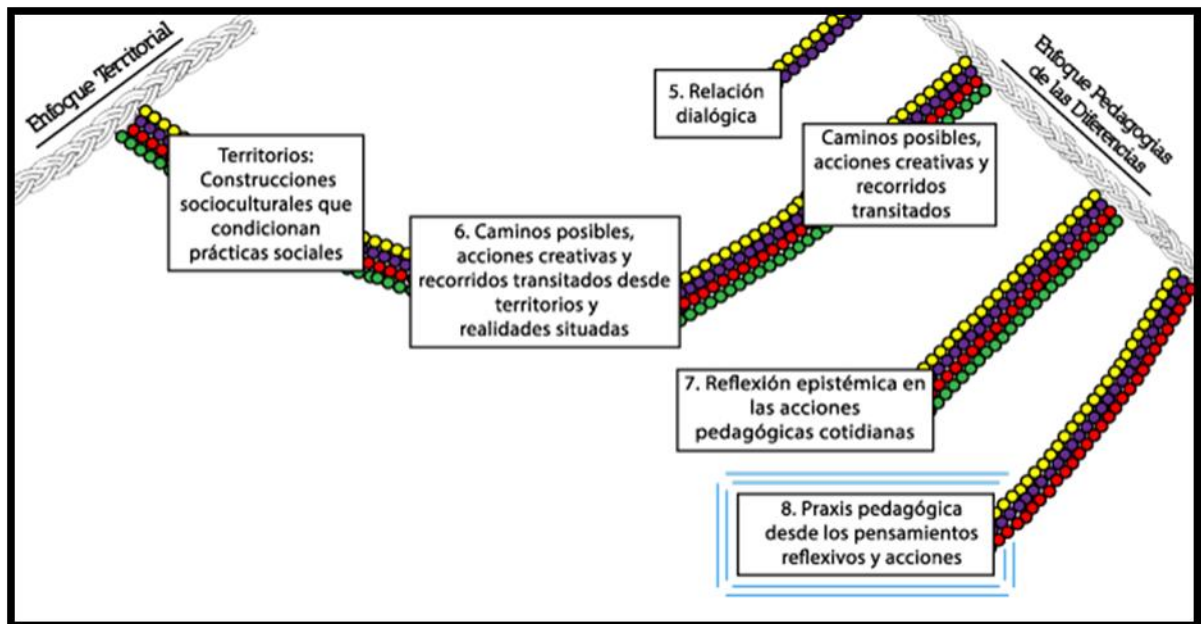 Enfoque Territorial
Territorios:
Construcciones
socioculturales que
condicionan
prácticas sociales
6. Caminos posibles,
acciones creativas y
recorridos transitados desde
territorios y
realidades situadas
5. Relación
dialógica
Caminos posibles,
acciones creativas y
recorridos
transitados
Enfoque Pedagogías
de las Diferencias
7. Reflexión epistémica en
las acciones
pedagógicas cotidianas
8. Praxis pedagógica
desde los pensamientos
reflexivos y acciones